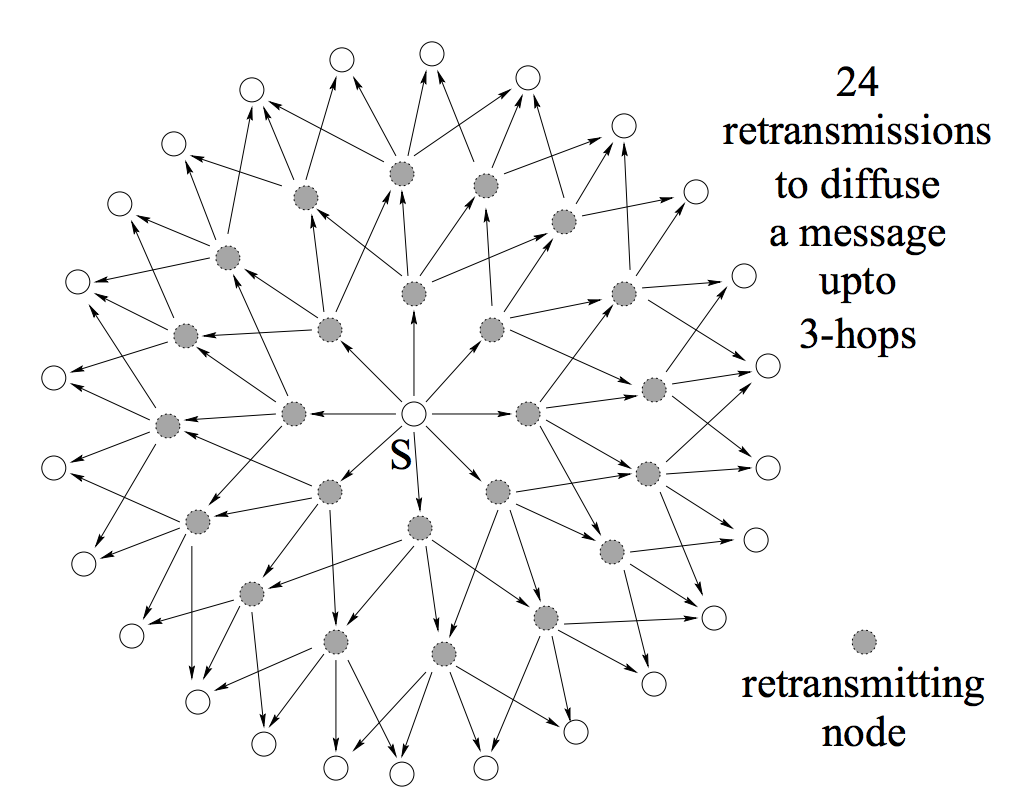 24
retransmissions
to diffuse
a message
upto
3-hops
S
retransmitting
node